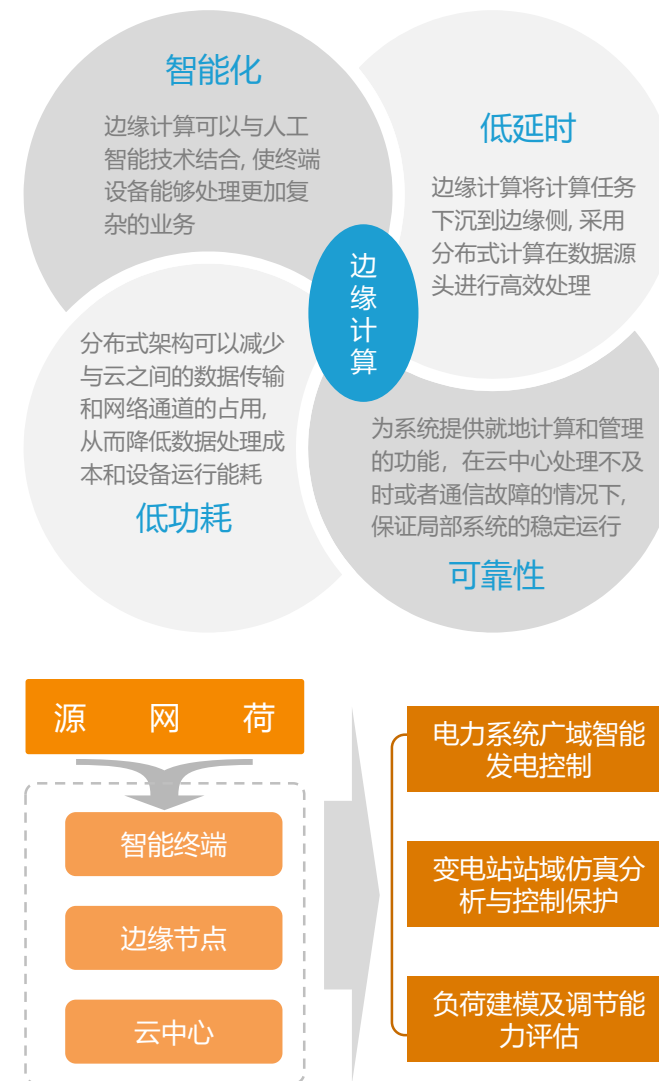 智能化
边缘计算可以与人工
智能技术结合, 使终端
设备能够处理更加复
杂的业务
低延时
边缘计算将计算任务
下沉到边缘侧, 采用
分布式计算在数据源
头进行高效处理
边缘计算
分布式架构可以减少
与云之间的数据传输
和网络通道的占用,
从而降低数据处理成
本和设备运行能耗
低功耗
为系统提供就地计算和管理
的功能，在云中心处理不及
时或者通信故障的情况下,
保证局部系统的稳定运行
可靠性
源 网 荷
智能终端
边缘节点
云中心
电力系统广域智能
发电控制
变电站站域仿真分
析与控制保护
负荷建模及调节能
力评估